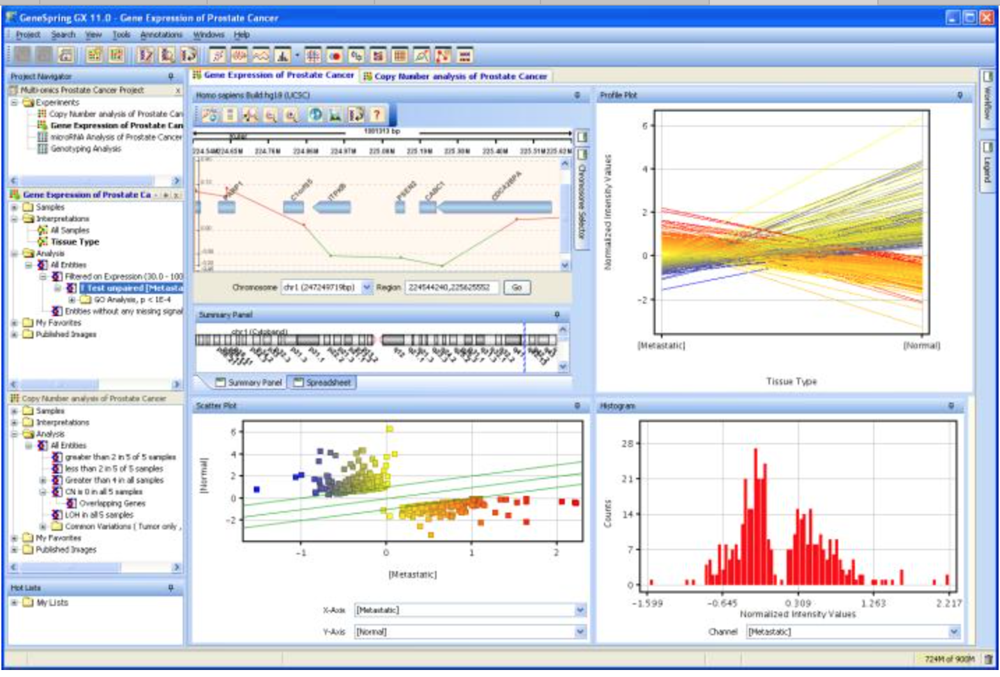 GeneSpring GX 11.0 - Gene Expression of Prostate Cancer
Project Search View Tools Annotations Windows Help
Project Navigator
Multi-omics Prostate Cancer Project
Experiments
Copy Number analysis of Prostate Can
Gene Expression of Prostate Can
microRNA Analysis of Prostate Cancer
Genotyping Analysis
Gene Expression of Prostate Ca
Samples
Interpretations
All Samples
Tissue Type
Analysis
All Entities
Filtered on Expression (30.0 - 100
T Test unpaired [Metasta
GO Analysis, p < 1E-4
Entities without any missing signal
My Favorites
Published Images
Copy Number analysis of Prostate Cancer
Samples
Interpretations
Analysis
All Entities
greater than 2 in 5 of 5 samples
less than 2 in 5 of 5 samples
Greater than 4 in all samples
CN is 0 in all 5 samples
Overlapping Genes
LOH in all 5 samples
Common Variations ( Tumor only ,
My Favorites
Published Images
Hot Lists
My Lists
Gene Expression of Prostate Cancer Copy Number analysis of Prostate Cancer
Homo sapiens Build:hg18 (UCSC)
1081313 bp
224.76M 224.86M 224.97M 225.08M 225.19M 225.30M 225.40M
PARP1 C1orf95 ITPKB PSEN2 CABC1 CDC42BPA
Chromosome Selector
Chromosome chr1 (247249719bp) Region 224544240,225625552 Go
Summary Panel
chr1 (Cytoband)
Summary Panel Spreadsheet
Profile Plot
Normalized Intensity Values
6
4
2
0
-2
[Metastatic] [Normal]
Tissue Type
Workflow
Legend
Scatter Plot
[Normal]
6
4
2
0
-2
-1 0 1 2
[Metastatic]
X-Axis [Metastatic]
Y-Axis [Normal]
Histogram
Counts
28
21
14
7
0
-1.599 -0.645 0.309 1.263 2.217
Normalized Intensity Values
Channel [Metastatic]
724M of 900M